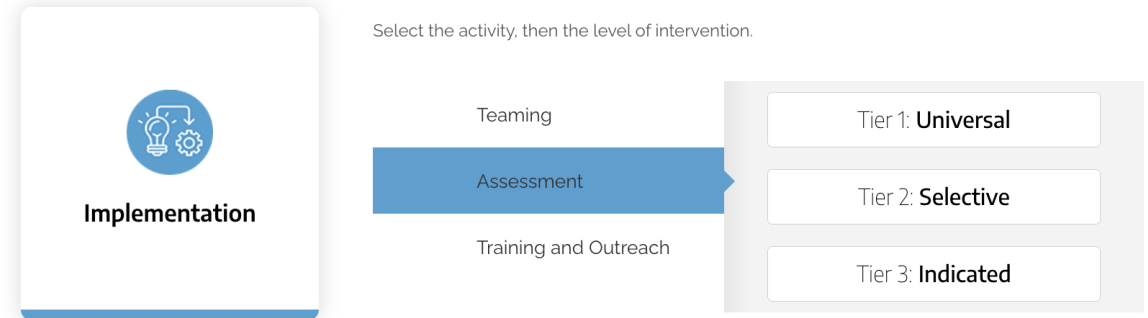 Implementation
Select the activity, then the level of intervention.
Teaming
Assessment
Training and Outreach
Tier 1: Universal
Tier 2: Selective
Tier 3: Indicated